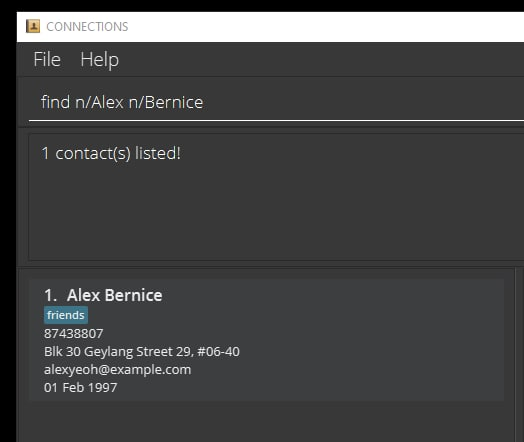 CONNECTIONS
File Help
find n/Alex n/Bernice
1 contact(s) listed!
1. Alex Bernice
friends
87438807
Blk 30 Geylang Street 29, #06-40
alexyeoh@example.com
01 Feb 1997